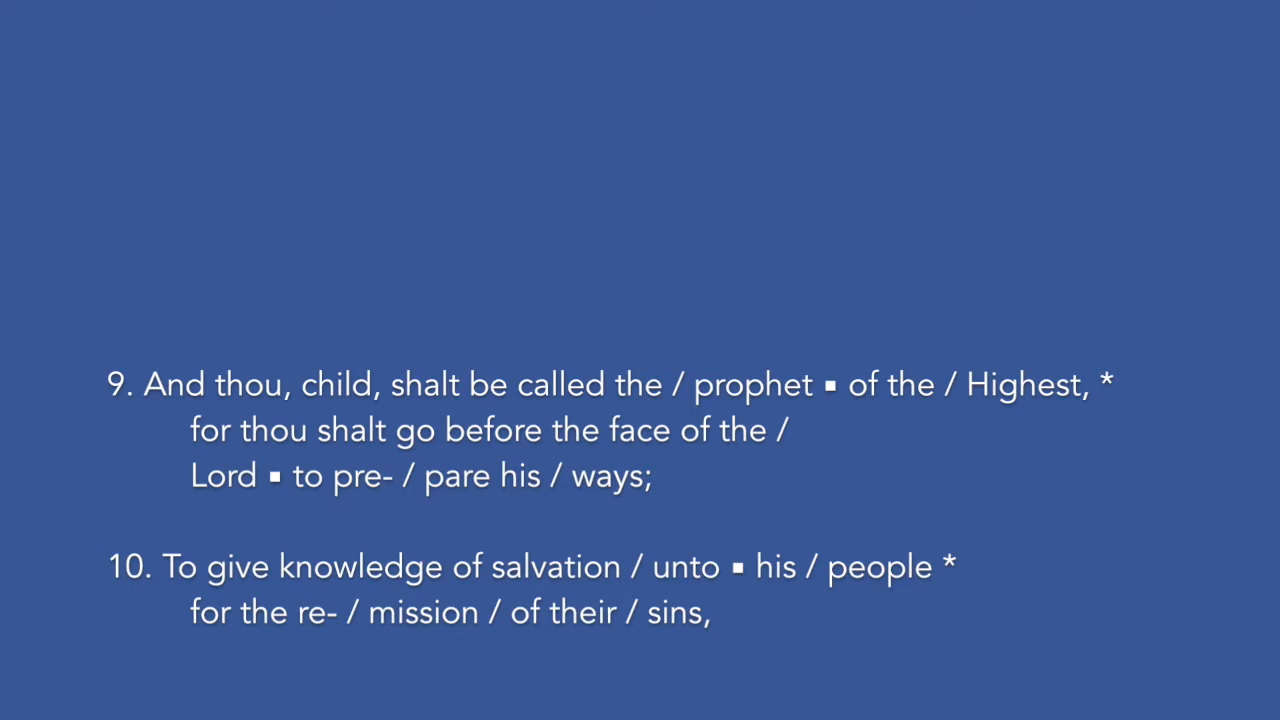 9. And thou, child, shalt be called the / prophet ▪ of the / Highest, *
for thou shalt go before the face of the /
Lord ▪ to pre- / pare his / ways;
10. To give knowledge of salvation / unto ▪ his / people *
for the re- / mission / of their / sins,